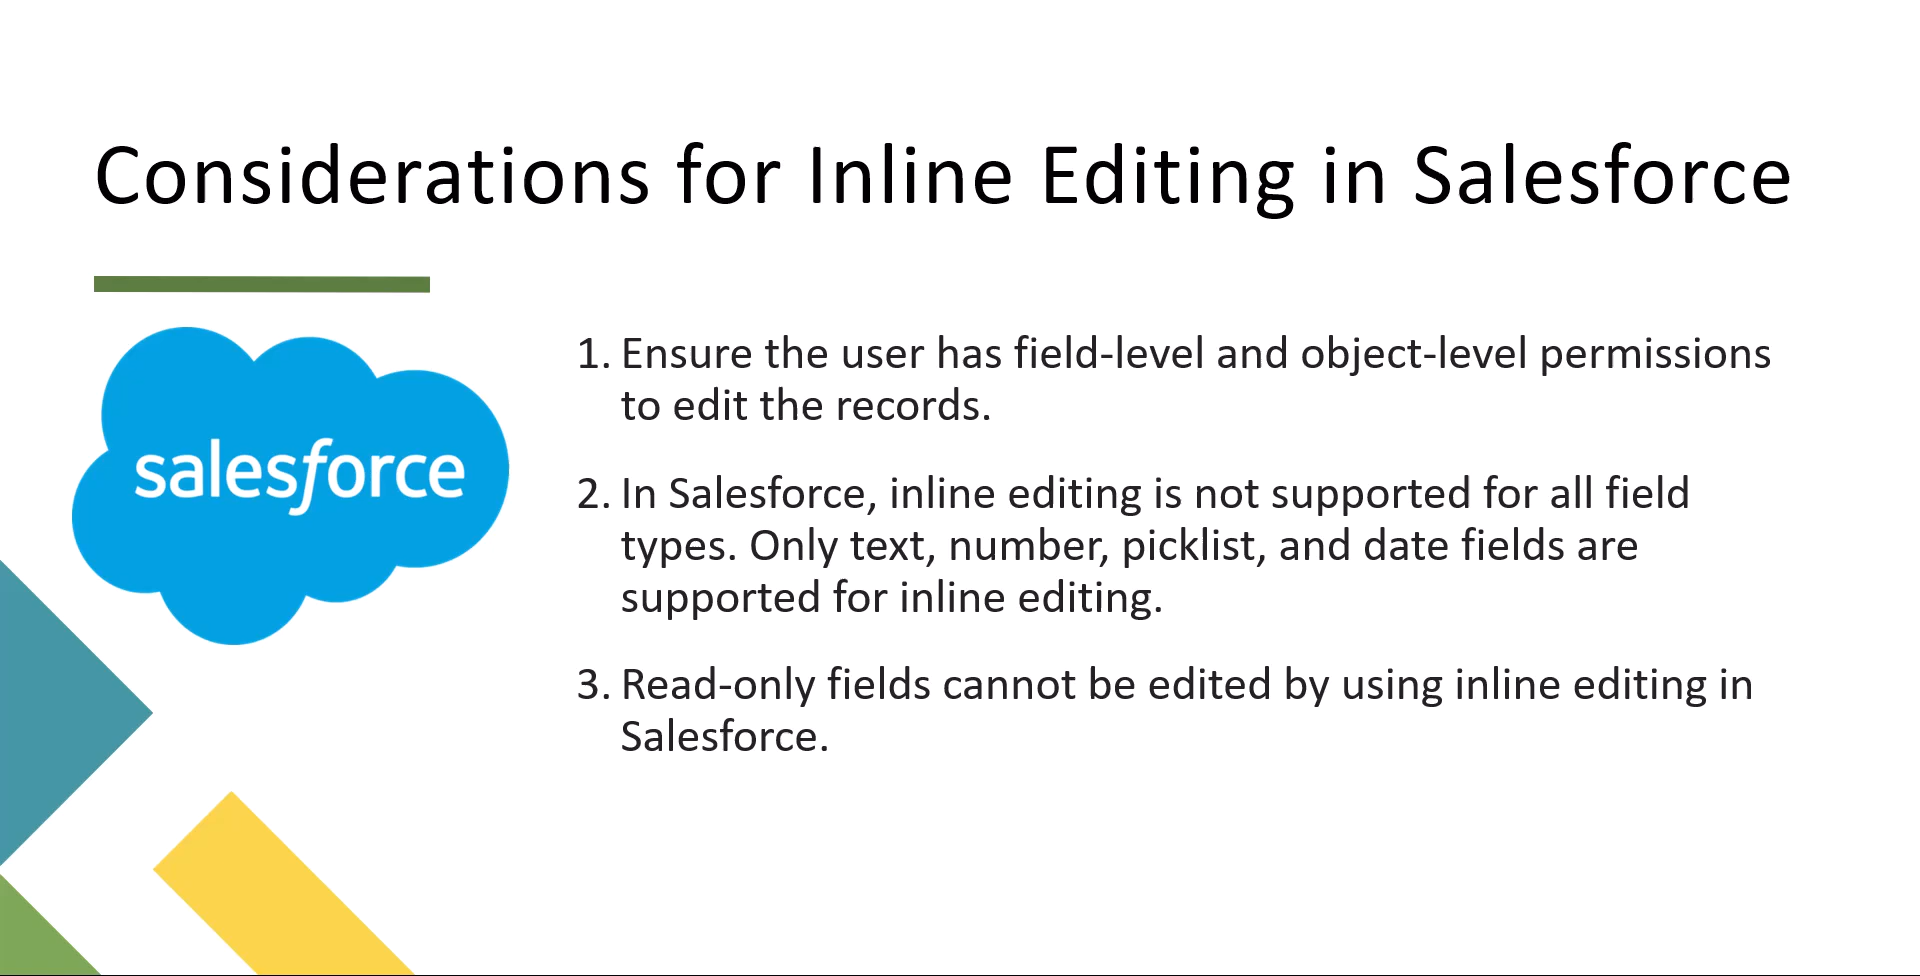 Considerations for Inline Editing in Salesforce
salesforce
1. Ensure the user has field-level and object-level permissions
to edit the records.
2. In Salesforce, inline editing is not supported for all field
types. Only text, number, picklist, and date fields are
supported for inline editing.
3. Read-only fields cannot be edited by using inline editing in
Salesforce.